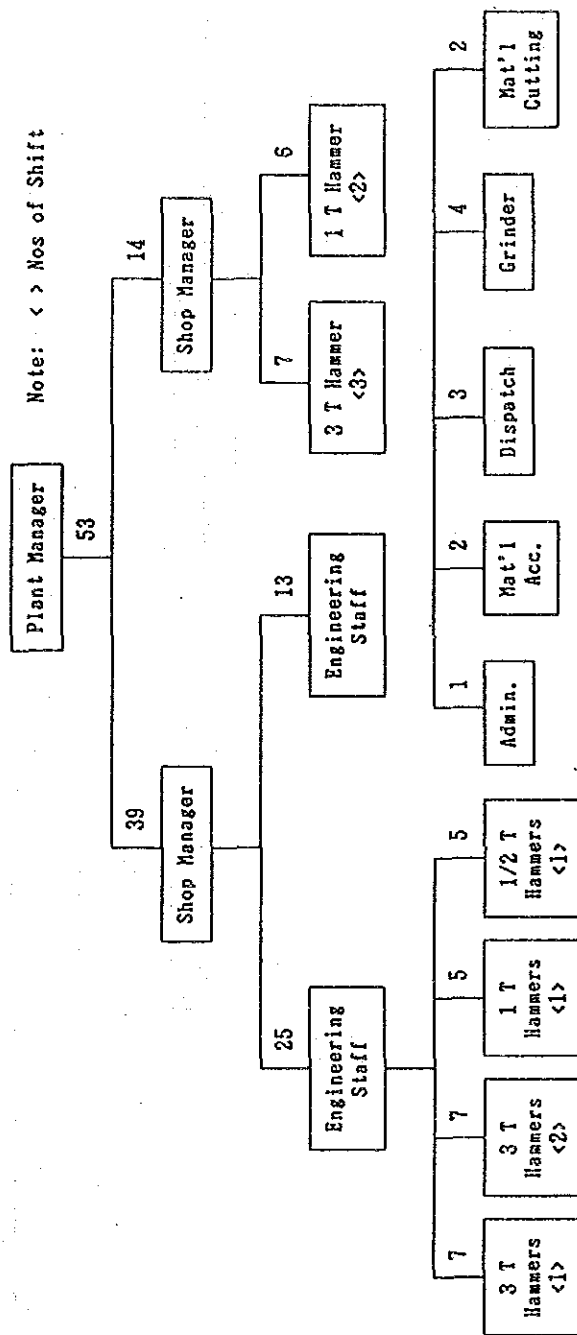 Note: < > Nos of Shift
Plant Manager
53
39
14
Shop Manager
Shop Manager
25
13
7
6
Engineering
Staff
Engineering
Staff
3 T Hammer
<3>
1 T Hammer
<2>
7
7
5
5
1
2
3
4
2
3 T
Hammers
<1>
3 T
Hammers
<2>
1 T
Hammers
<1>
1/2 T
Hammers
<1>
Admin.
Mat'l
Acc.
Dispatch
Grinder
Mat'l
Cutting